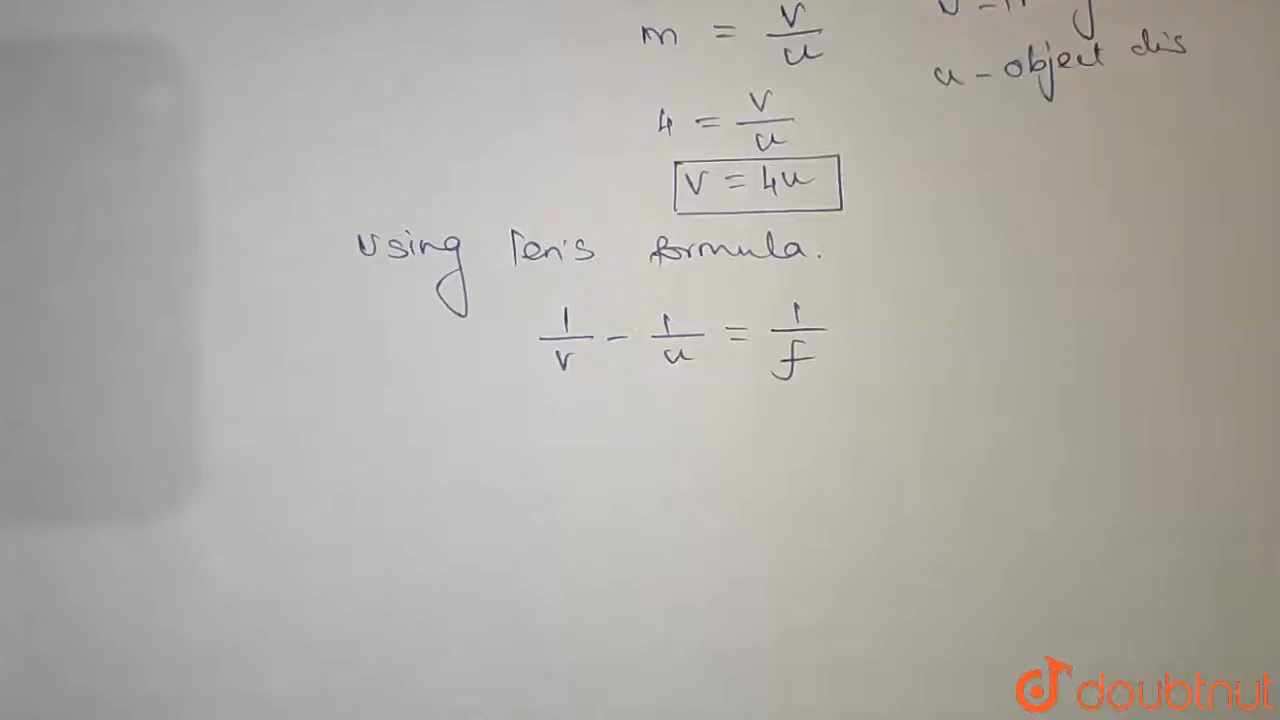 m = v/u
u - object dis
4 = v/u
v = 4u
Using len's formula.
1/v - 1/u = 1/f
doubtnut